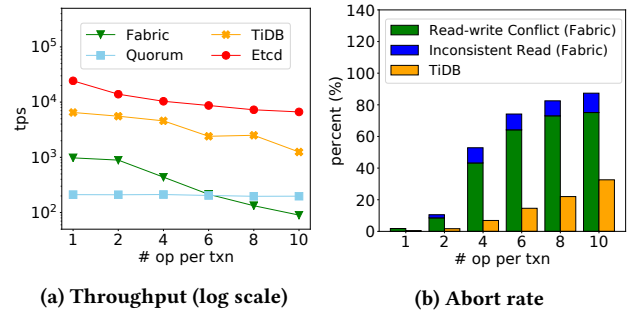 Fabric
Quorum
TiDB
Etcd
10^5
10^4
10^3
10^2
tps
1 2 4 6 8 10
# op per txn
(a) Throughput (log scale)
Read-write Conflict (Fabric)
Inconsistent Read (Fabric)
TiDB
140
120
100
80
60
40
20
0
percent (%)
1 2 4 6 8 10
# op per txn
(b) Abort rate